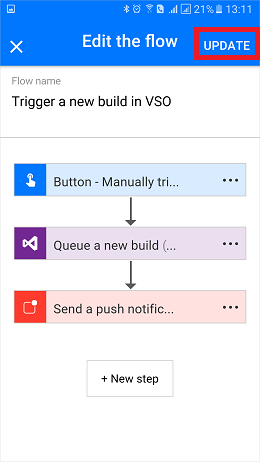 21% 13:11
Edit the flow
UPDATE
Flow name
Trigger a new build in VSO
Button - Manually tri...
Queue a new build (...
Send a push notific...
+ New step